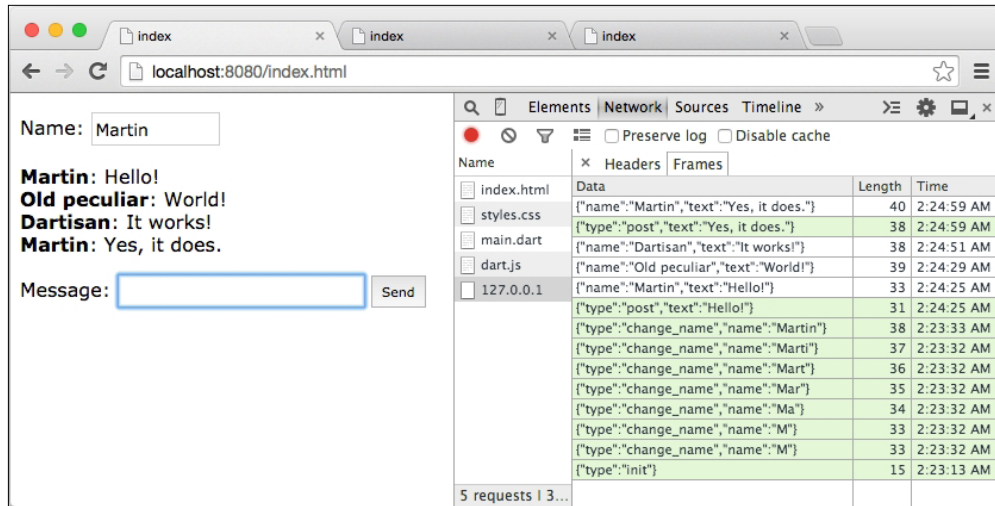 index × index × index ×
localhost:8080/index.html
Elements Network Sources Timeline » ×
Preserve log Disable cache
Name: Martin
Martin: Hello!
Old peculiar: World!
Dartisan: It works!
Martin: Yes, it does.
Message: Send
Name
index.html
styles.css
main.dart
dart.js
127.0.0.1
5 requests | 3...
× Headers Frames
Data Length Time
{"name":"Martin","text":"Yes, it does."} 40 2:24:59 AM
{"type":"post","text":"Yes, it does."} 38 2:24:59 AM
{"name":"Dartisan","text":"It works!"} 38 2:24:51 AM
{"name":"Old peculiar","text":"World!"} 39 2:24:29 AM
{"name":"Martin","text":"Hello!"} 33 2:24:25 AM
{"type":"post","text":"Hello!"} 31 2:24:25 AM
{"type":"change_name","name":"Martin"} 38 2:23:33 AM
{"type":"change_name","name":"Marti"} 37 2:23:32 AM
{"type":"change_name","name":"Mart"} 36 2:23:32 AM
{"type":"change_name","name":"Mar"} 35 2:23:32 AM
{"type":"change_name","name":"Ma"} 34 2:23:32 AM
{"type":"change_name","name":"M"} 33 2:23:32 AM
{"type":"change_name","name":"M"} 33 2:23:32 AM
{"type":"init"} 15 2:23:13 AM